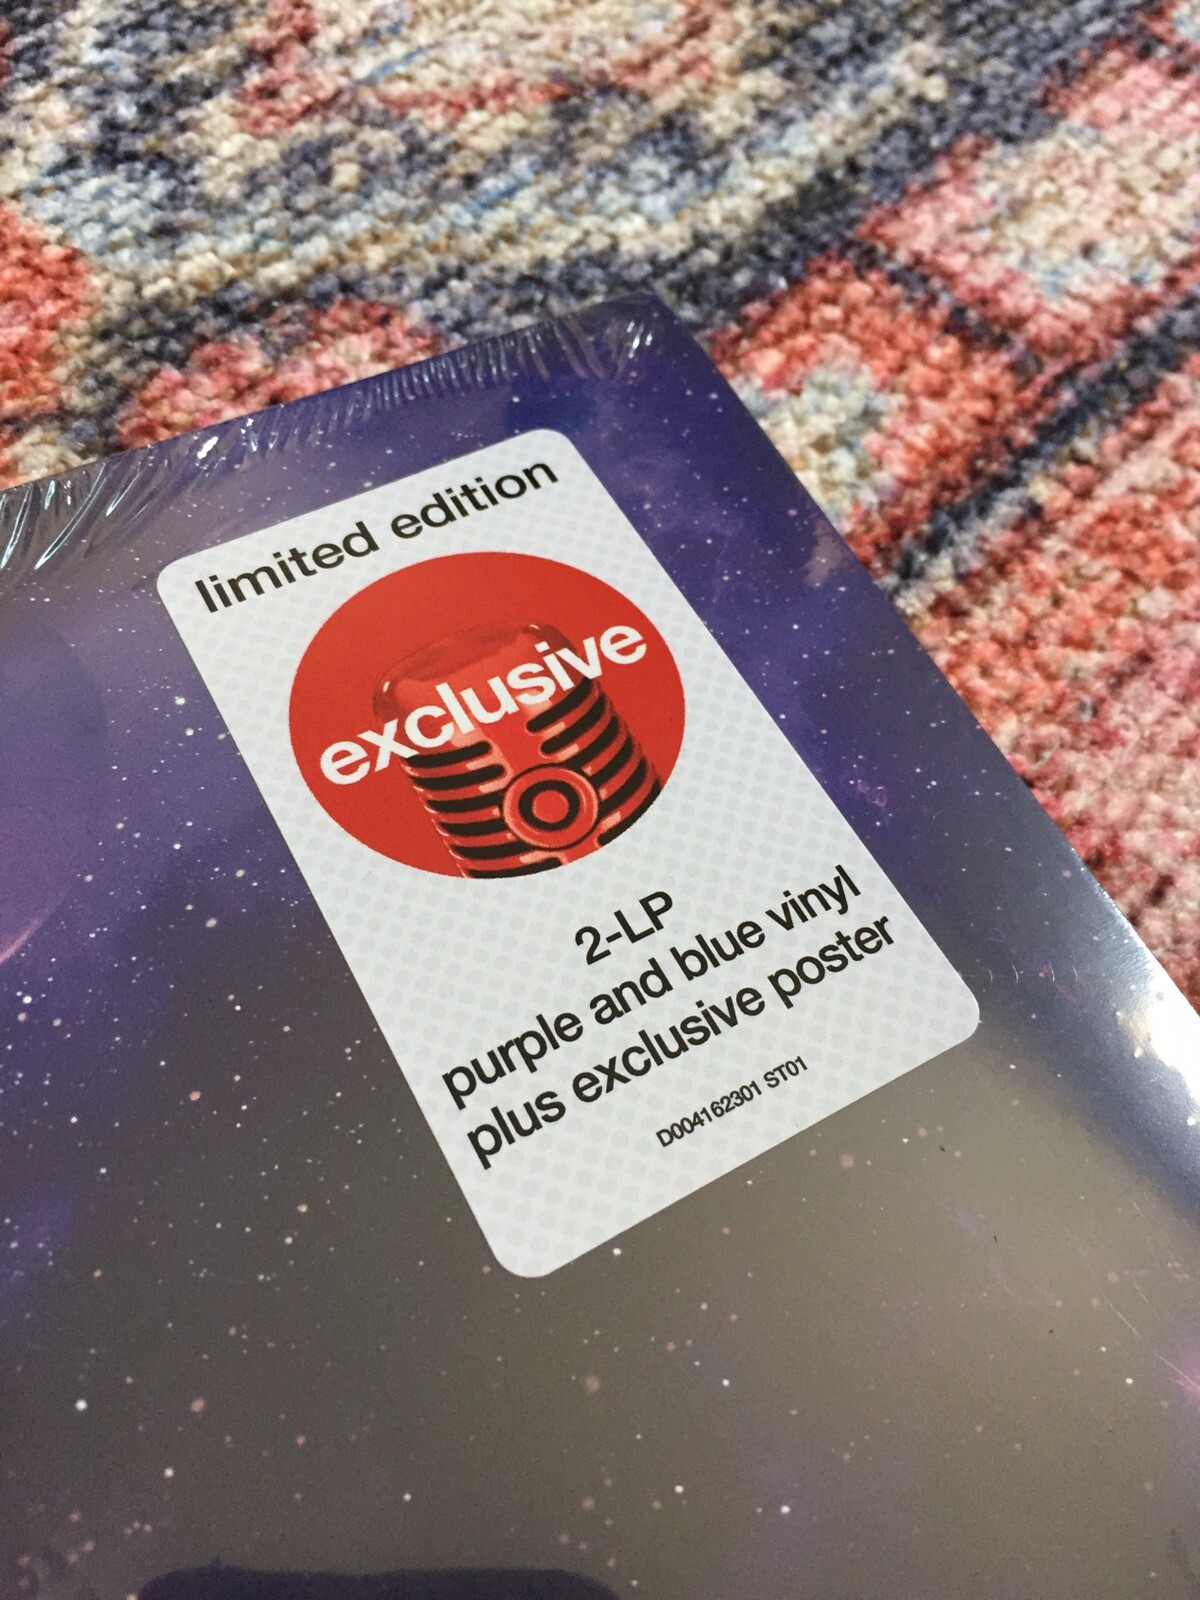 limited edition
exclusive
2-LP
purple and blue vinyl
plus exclusive poster
D004162301 ST01